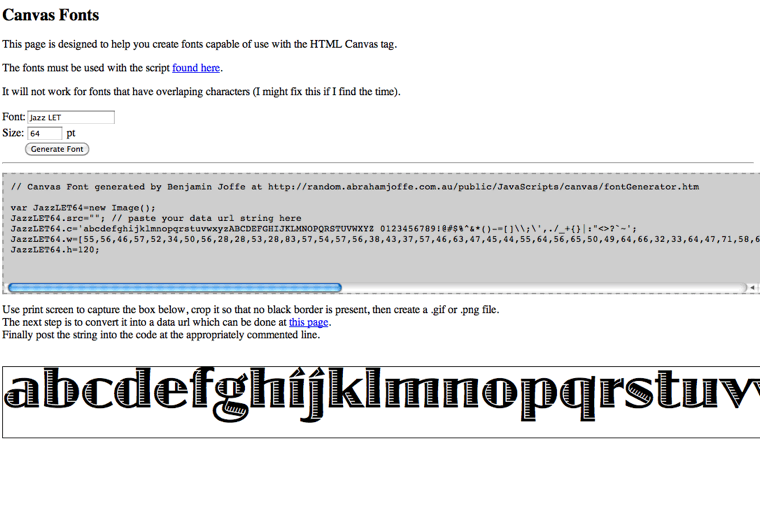 Canvas Fonts
This page is designed to help you create fonts capable of use with the HTML Canvas tag.
The fonts must be used with the script found here.
It will not work for fonts that have overlaping characters (I might fix this if I find the time).
Font: Jazz LET
Size: 64 pt
Generate Font
// Canvas Font generated by Benjamin Joffe at http://random.abrahamjoffe.com.au/public/JavaScripts/canvas/fontGenerator.htm
var JazzLET64=new Image();
JazzLET64.src=""; // paste your data url string here
JazzLET64.c='abcdefghijklmnopqrstuvwxyzABCDEFGHIJKLMNOPQRSTUVWXYZ 0123456789!@#$%^&*()-=[]\\;\',./_+{}|:"<>?`~';
JazzLET64.w=[55,56,46,57,52,34,50,56,28,28,53,28,83,57,54,57,56,38,43,37,57,46,63,47,45,44,55,64,56,65,50,49,64,66,32,33,64,47,71,58,6
JazzLET64.h=120;
Use print screen to capture the box below, crop it so that no black border is present, then create a .gif or .png file.
The next step is to convert it into a data url which can be done at this page.
Finally post the string into the code at the appropriately commented line.
abcdefghijklmnopqrstuvv